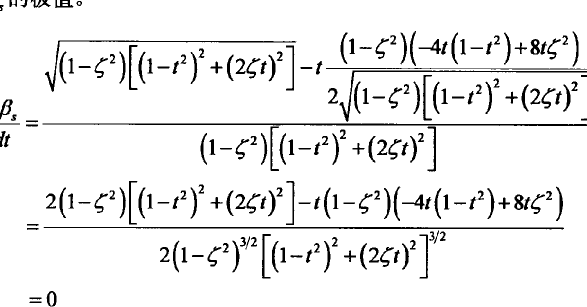 s的极值。
βs/dt = (√((1-ζ²)[(1-t²)²+(2ζt)²]) - t (1-ζ²)(-4t(1-t²)+8tζ²) / (2√((1-ζ²)[(1-t²)²+(2ζt)²]))) / ((1-ζ²)[(1-t²)²+(2ζt)²])
= (2(1-ζ²)[(1-t²)²+(2ζt)²] - t(1-ζ²)(-4t(1-t²)+8tζ²)) / (2(1-ζ²)^(3/2)[(1-t²)²+(2ζt)²]^(3/2))
=0